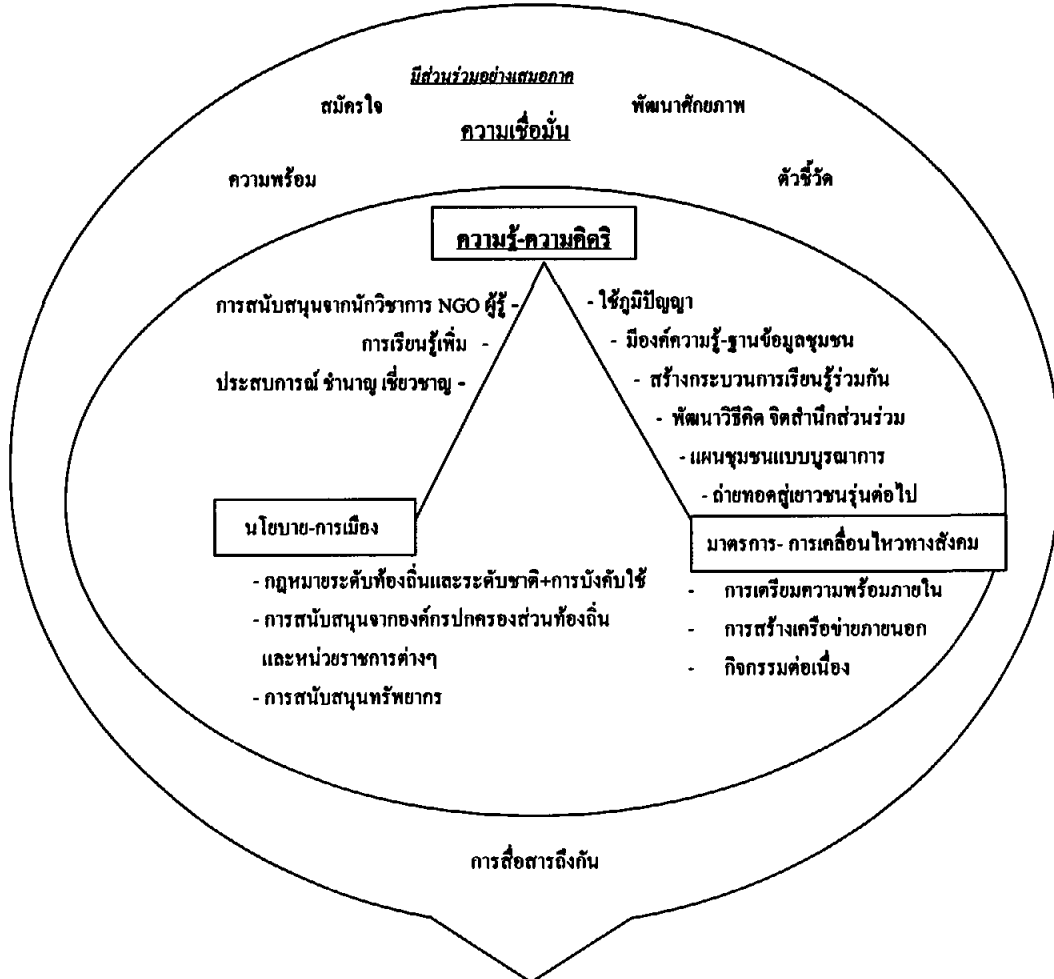 มีส่วนร่วมอย่างเสมอภาค
สมัครใจ
พัฒนาศักยภาพ
ความเชื่อมั่น
ความพร้อม
ตัวชี้วัด
ความรู้-ความคิดริ
การสนับสนุนจากนักวิชาการ NGO ผู้รู้ -
การเรียนรู้เพิ่ม -
ประสบการณ์ ชำนาญ เชี่ยวชาญ -
- ใช้ภูมิปัญญา
- มีองค์ความรู้-ฐานข้อมูลชุมชน
- สร้างกระบวนการเรียนรู้ร่วมกัน
- พัฒนาวิธีคิด จิตสำนึกส่วนร่วม
- แผนชุมชนแบบบูรณาการ
- ถ่ายทอดสู่เยาวชนรุ่นต่อไป
นโยบาย-การเมือง
- กฎหมายระดับท้องถิ่นและระดับชาติ+การบังคับใช้
- การสนับสนุนจากองค์กรปกครองส่วนท้องถิ่น
และหน่วยราชการต่างๆ
- การสนับสนุนทรัพยากร
มาตรการ- การเคลื่อนไหวทางสังคม
- การเตรียมความพร้อมภายใน
- การสร้างเครือข่ายภายนอก
- กิจกรรมต่อเนื่อง
การสื่อสารถึงกัน